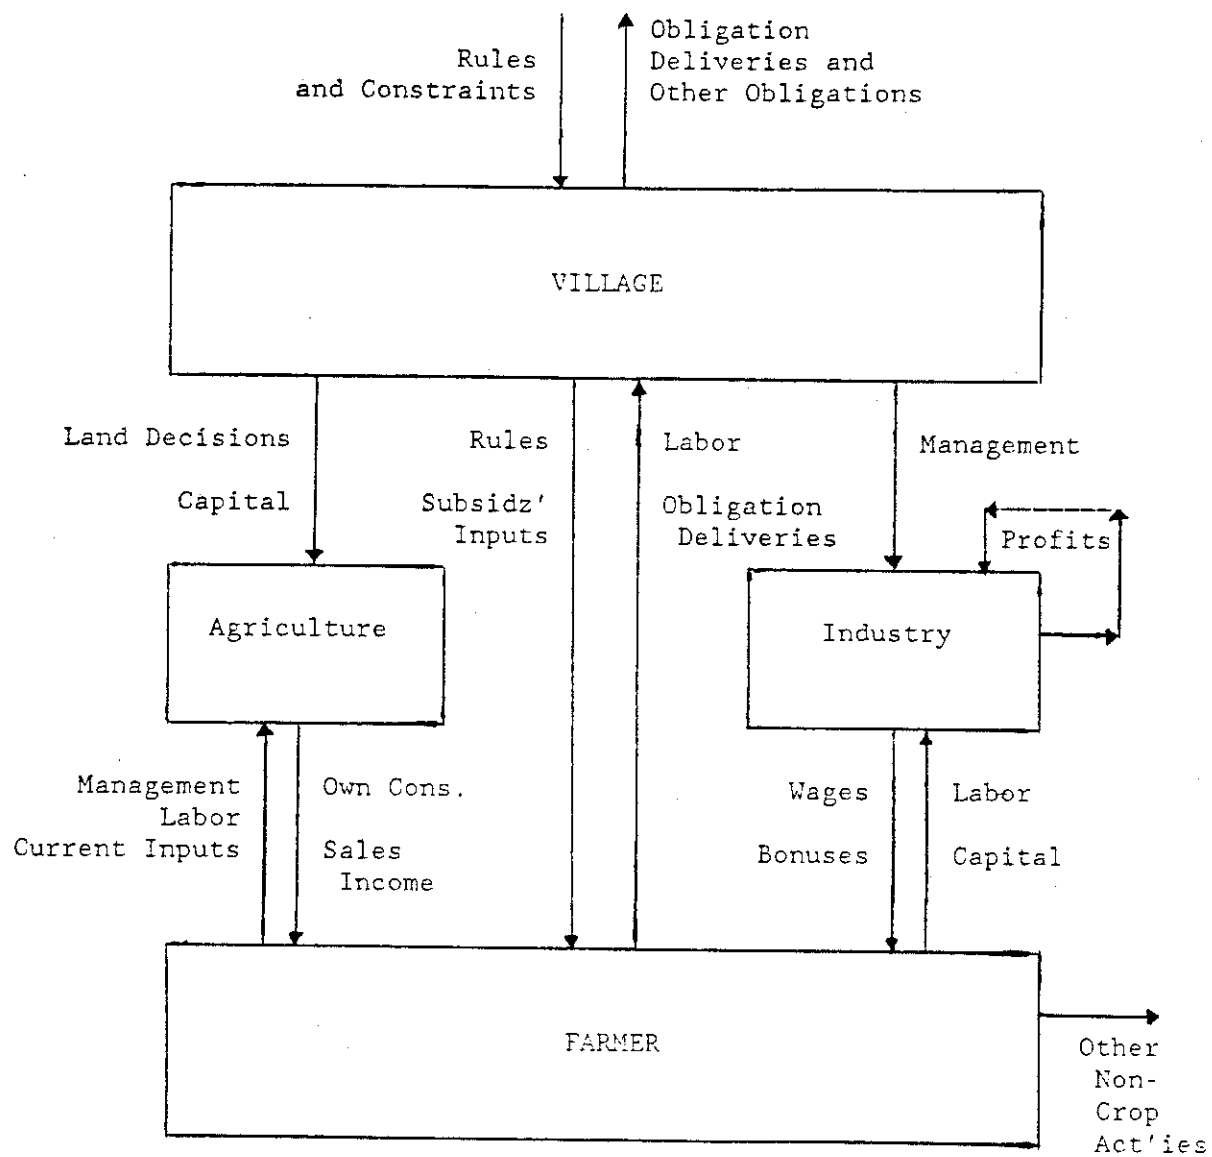 Rules
and Constraints
Obligation
Deliveries and
Other Obligations
VILLAGE
Land Decisions
Capital
Rules
Subsidz'
Inputs
Labor
Obligation
Deliveries
Management
Profits
Agriculture
Industry
Management
Labor
Current Inputs
Own Cons.
Sales
Income
Wages
Bonuses
Labor
Capital
FARMER
Other
Non-
Crop
Act'ies